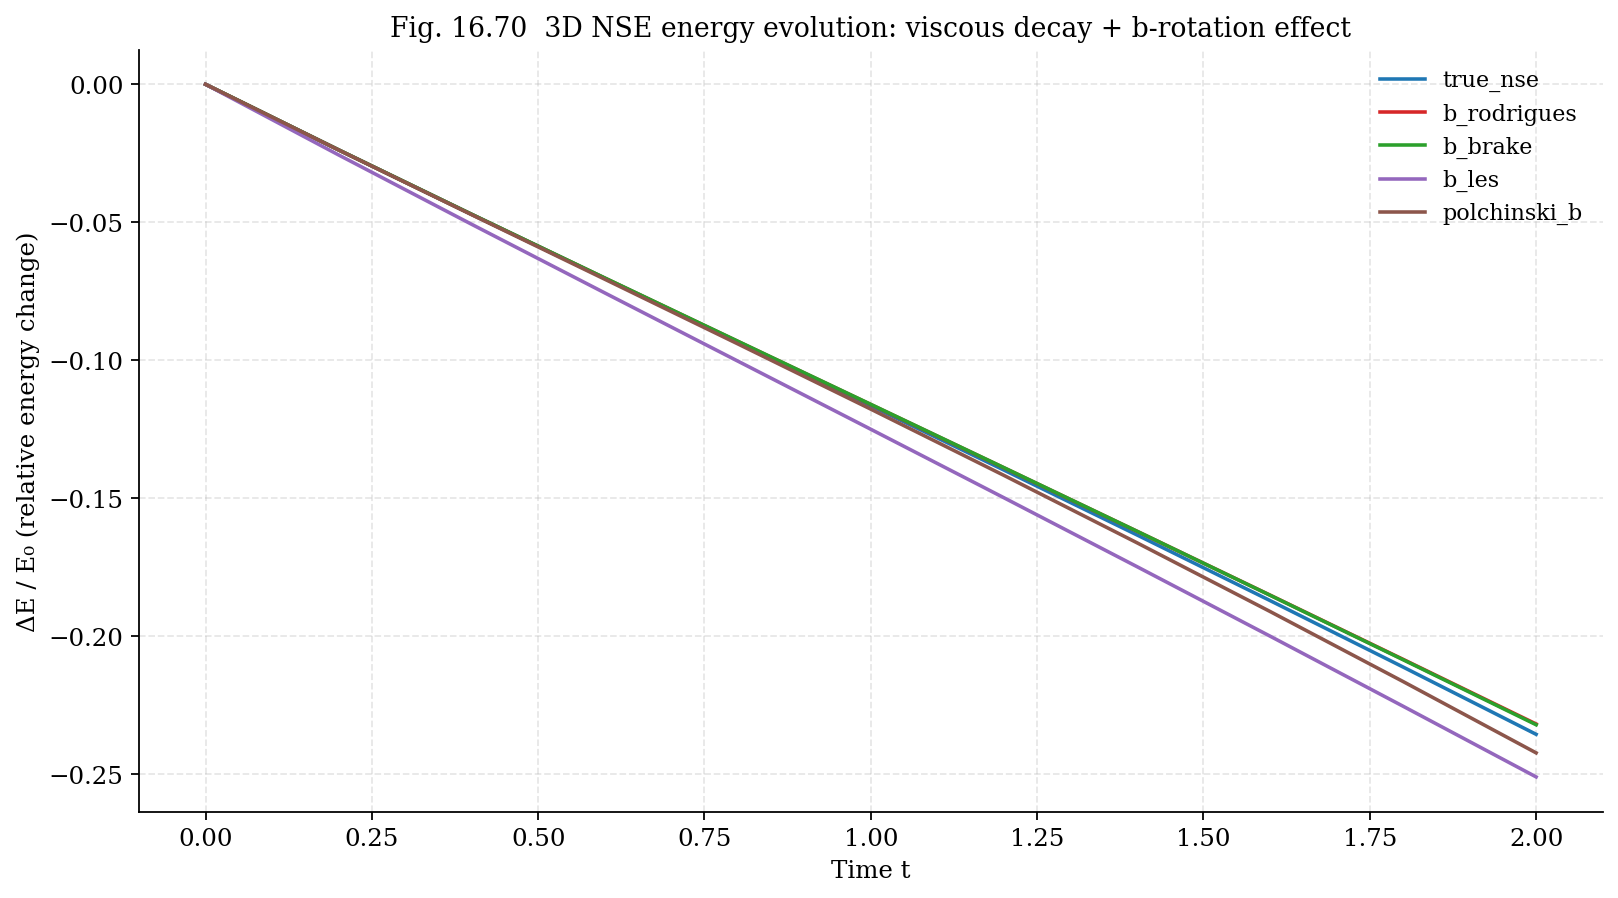 Fig. 16.70  3D NSE energy evolution: viscous decay + b-rotation effect
true_nse
b_rodrigues
b_brake
b_les
polchinski_b
ΔE / E₀ (relative energy change)
0.00
−0.05
−0.10
−0.15
−0.20
−0.25
0.00 0.25 0.50 0.75 1.00 1.25 1.50 1.75 2.00
Time t